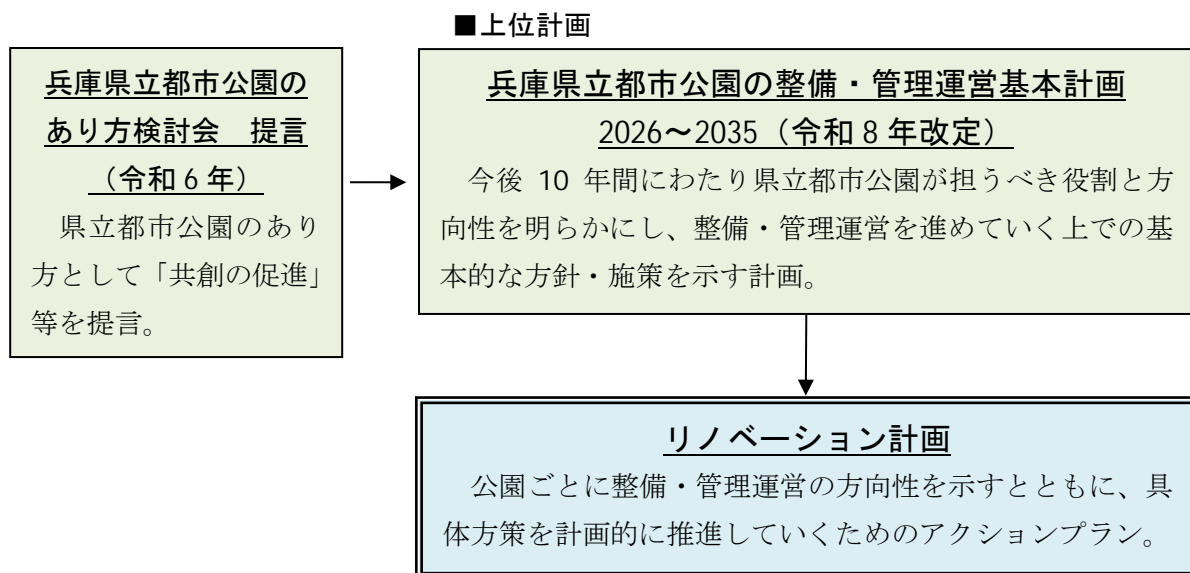 ■上位計画
兵庫県立都市公園の
あり方検討会　提言
（令和６年）
県立都市公園のあり
方として「共創の促進」
等を提言。
兵庫県立都市公園の整備・管理運営基本計画
2026～2035（令和８年改定）
今後 10 年間にわたり県立都市公園が担うべき役割と方
向性を明らかにし、整備・管理運営を進めていく上での基
本的な方針・施策を示す計画。
リノベーション計画
公園ごとに整備・管理運営の方向性を示すとともに、具
体方策を計画的に推進していくためのアクションプラン。